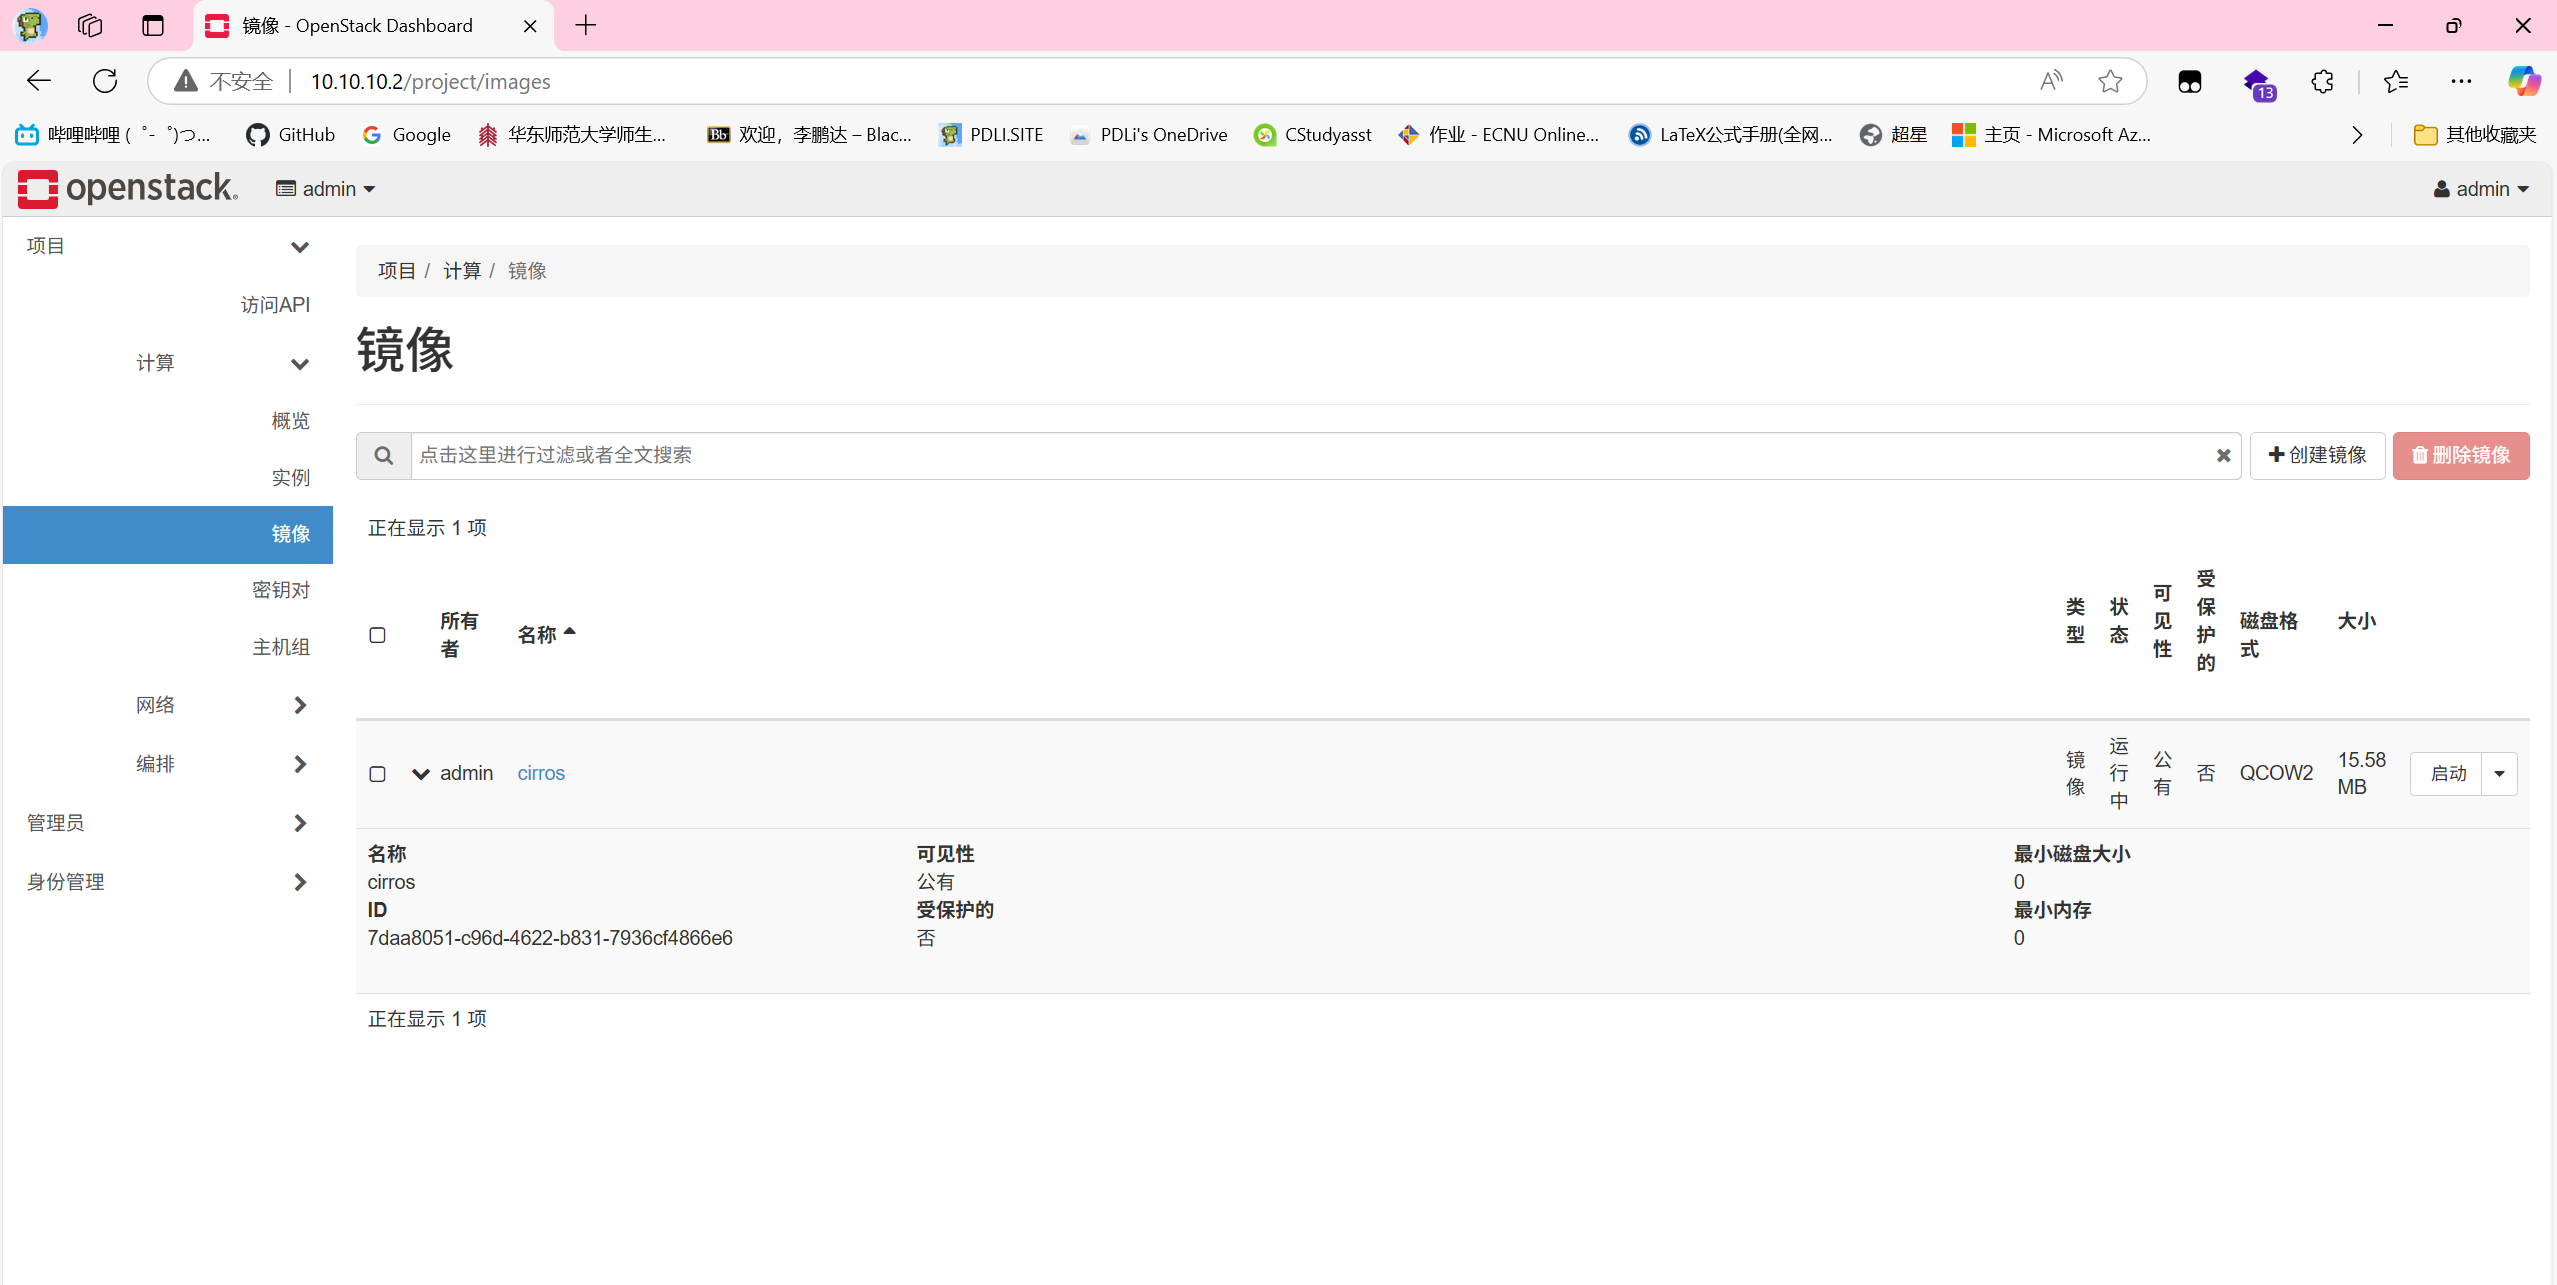 镜像 - OpenStack Dashboard
不安全 10.10.10.2/project/images
13
哔哩哔哩 (゜-゜)つ... GitHub Google 华东师范大学师生... Bb 欢迎，李鹏达 – Blac... PDLI.SITE PDLi's OneDrive CStudyasst 作业 - ECNU Online... LaTeX公式手册(全网... 超星 主页 - Microsoft Az... 其他收藏夹
openstack. admin admin
项目
访问API
计算
概览
实例
镜像
密钥对
主机组
网络
编排
管理员
身份管理
项目 / 计算 / 镜像
镜像
点击这里进行过滤或者全文搜索 创建镜像 删除镜像
正在显示 1 项
所有者 名称 类型 状态 可见性 受保护的 磁盘格式 大小
admin cirros 镜像 运行中 公有 否 QCOW2 15.58 MB 启动
名称 可见性 最小磁盘大小
cirros 公有 0
ID 受保护的 最小内存
7daa8051-c96d-4622-b831-7936cf4866e6 否 0
正在显示 1 项